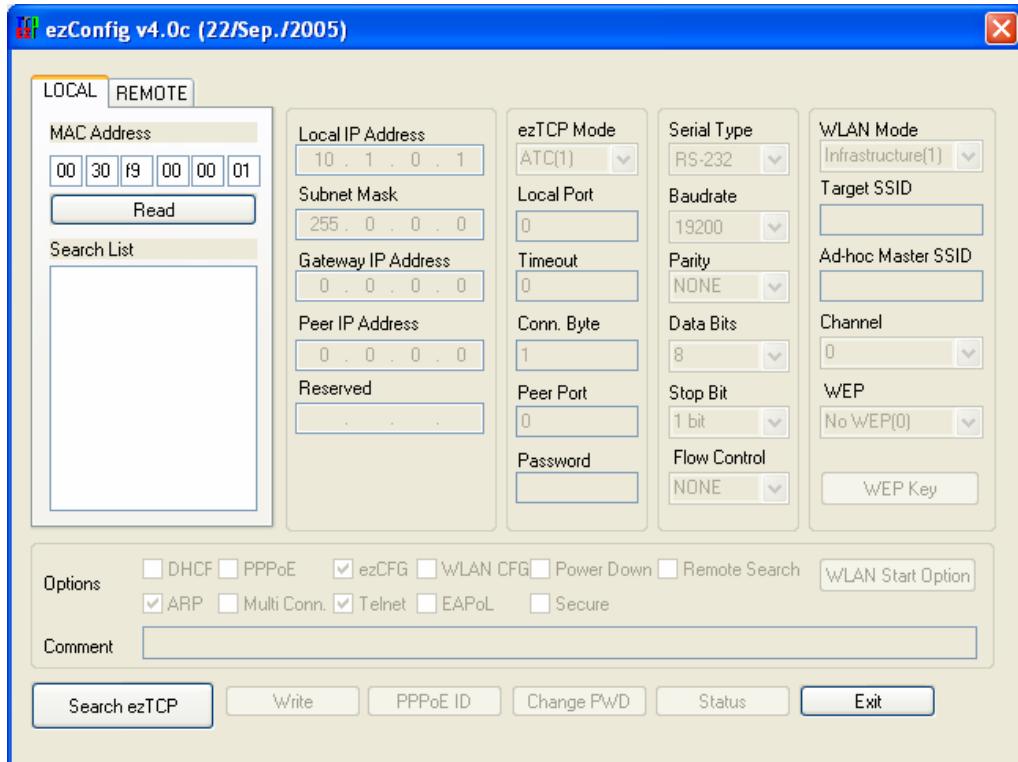 ezConfig v4.0c (22/Sep./2005)
LOCAL
REMOTE
MAC Address
00 30 f9 00 00 01
Read
Search List
Local IP Address
10 . 1 . 0 . 1
Subnet Mask
255 . 0 . 0 . 0
Gateway IP Address
0 . 0 . 0 . 0
Peer IP Address
0 . 0 . 0 . 0
Reserved
. . .
ezTCP Mode
ATC(1)
Local Port
0
Timeout
0
Conn. Byte
1
Peer Port
0
Password
Serial Type
RS-232
Baudrate
19200
Parity
NONE
Data Bits
8
Stop Bit
1 bit
Flow Control
NONE
WLAN Mode
Infrastructure(1)
Target SSID
Ad-hoc Master SSID
Channel
0
WEP
No WEP(0)
WEP Key
Options
DHCF PPPoE ezCFG WLAN CFG Power Down Remote Search
ARP Multi Conn. Telnet EAPoL Secure
WLAN Start Option
Comment
Search ezTCP
Write
PPPoE ID
Change PWD
Status
Exit